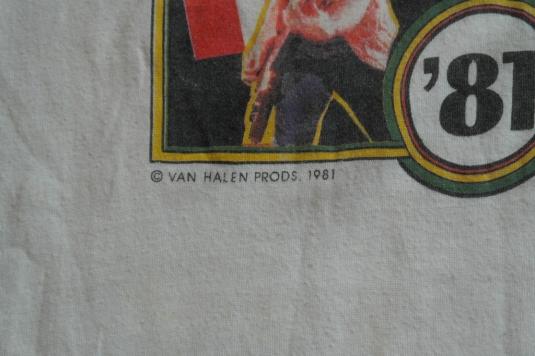 '81
© VAN HALEN PRODS. 1981